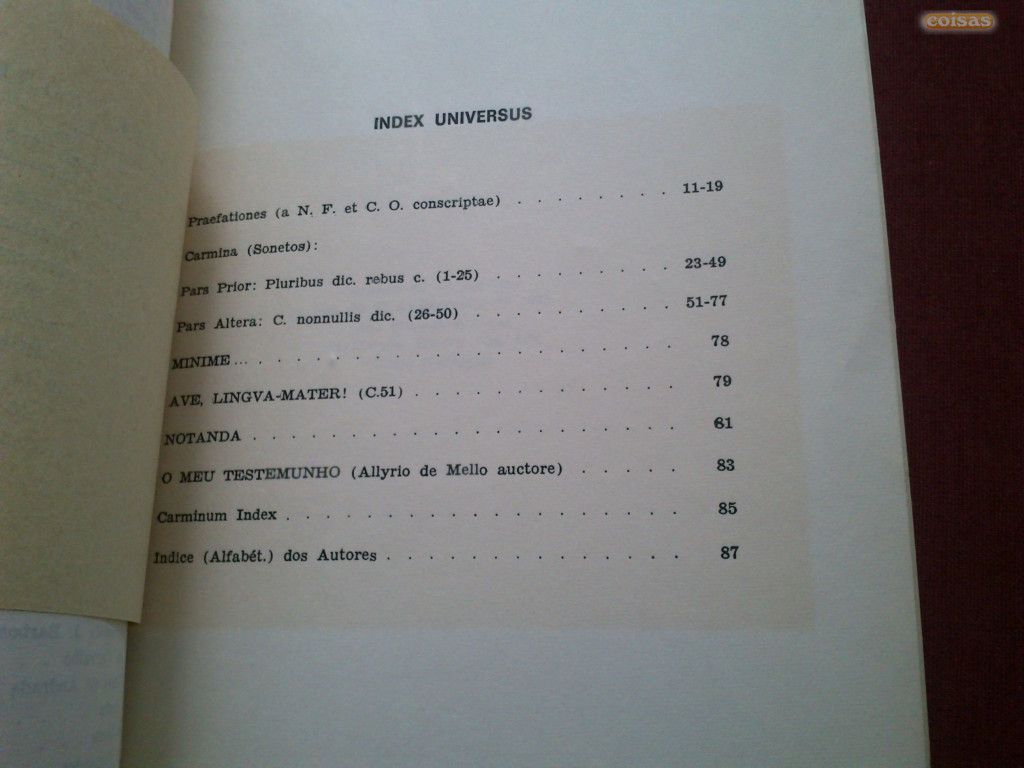 coisas
INDEX UNIVERSUS
Praefationes (a N. F. et C. O. conscriptae) . . . . . . . . 11-19
Carmina (Sonetos):
Pars Prior: Pluribus dic. rebus c. (1-25) . . . . . . . . . 23-49
Pars Altera: C. nonnullis dic. (26-50) . . . . . . . . . . 51-77
MINIME ... . . . . . . . . . . . . . . . . . . . . 78
AVE, LINGVA-MATER! (C.51) . . . . . . . . . . . . . 79
NOTANDA . . . . . . . . . . . . . . . . . . . . 81
O MEU TESTEMUNHO (Allyrio de Mello auctore) . . . . . 83
Carminum Index . . . . . . . . . . . . . . . . . . 85
Indice (Alfabét.) dos Autores . . . . . . . . . . . . . 87